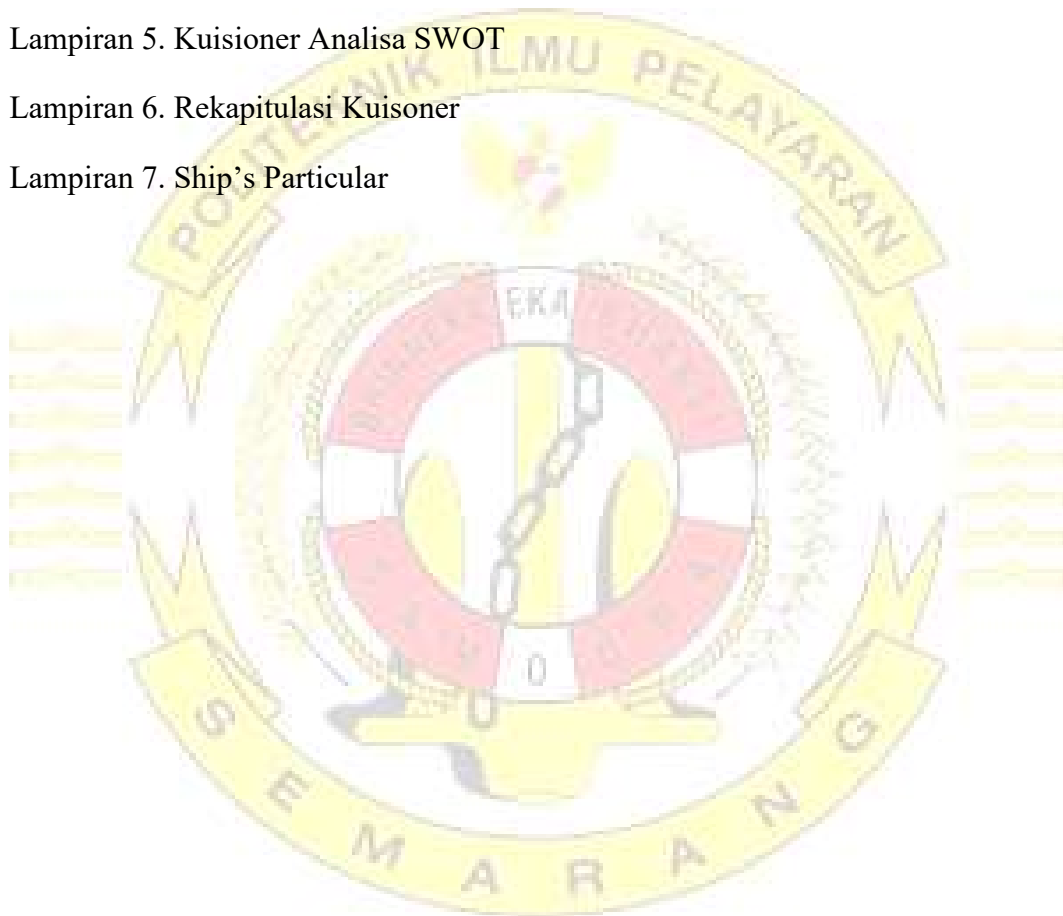 Lampiran 5. Kuisioner Analisa SWOT
Lampiran 6. Rekapitulasi Kuisoner
Lampiran 7. Ship’s Particular
POLITEKNIK ILMU PELAYARAN
EKA
SEMARANG